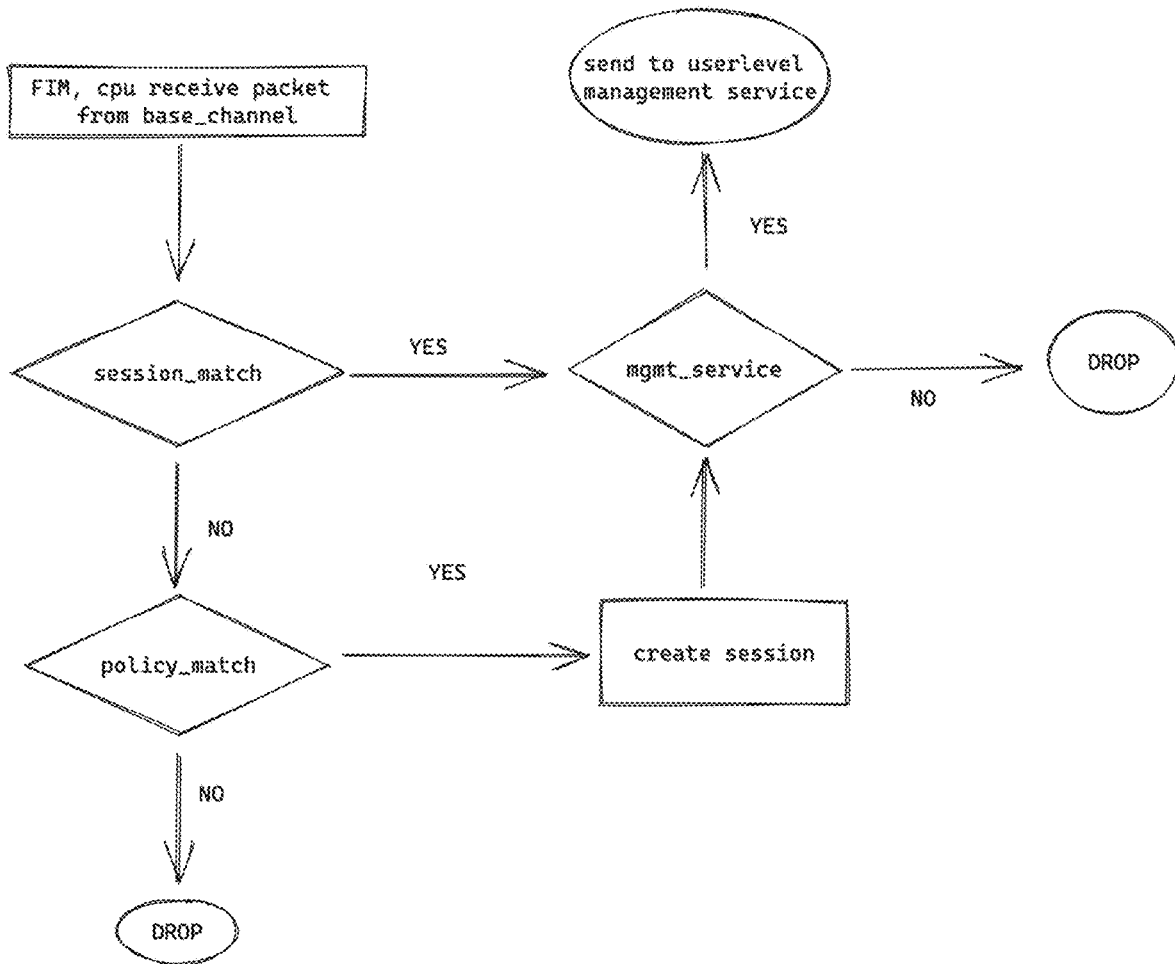 FIM, cpu receive packet
from base_channel
send to userlevel
management service
YES
session_match
YES
mgmt_service
NO
DROP
NO
policy_match
YES
create session
NO
DROP